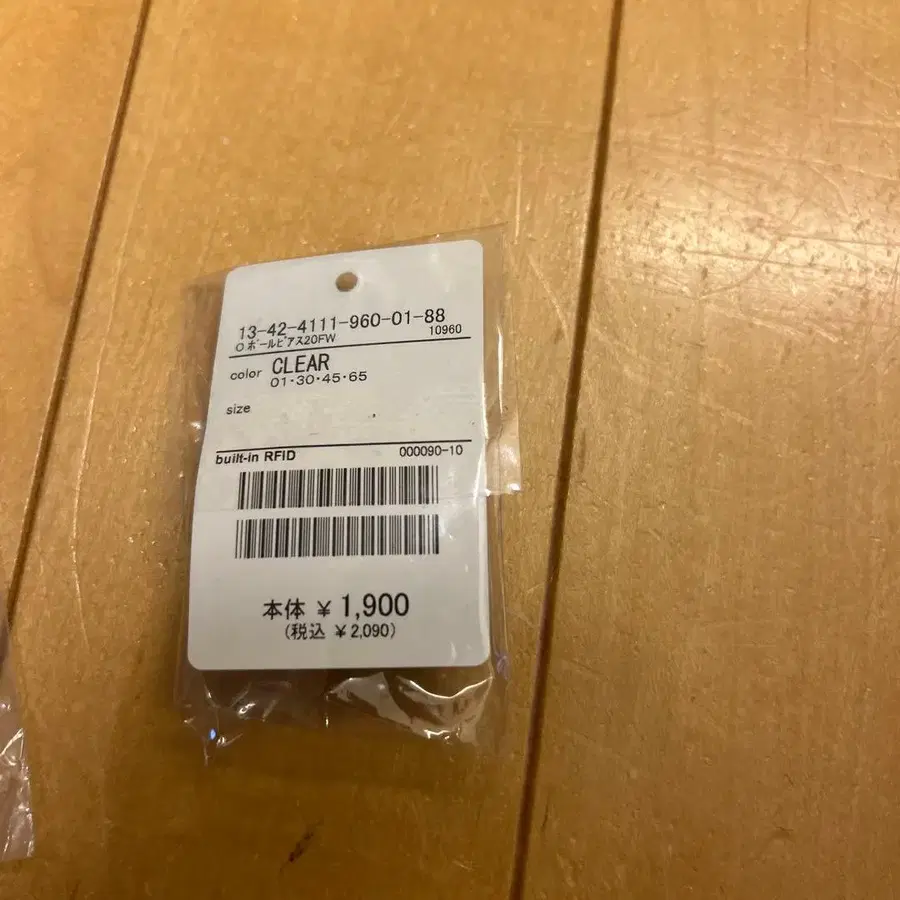 13-42-4111-960-01-88
Oボールピアス20FW 10960
color CLEAR
01・30・45・65
size
built-in RFID 000090-10
本体 ¥1,900
(税込 ¥2,090)